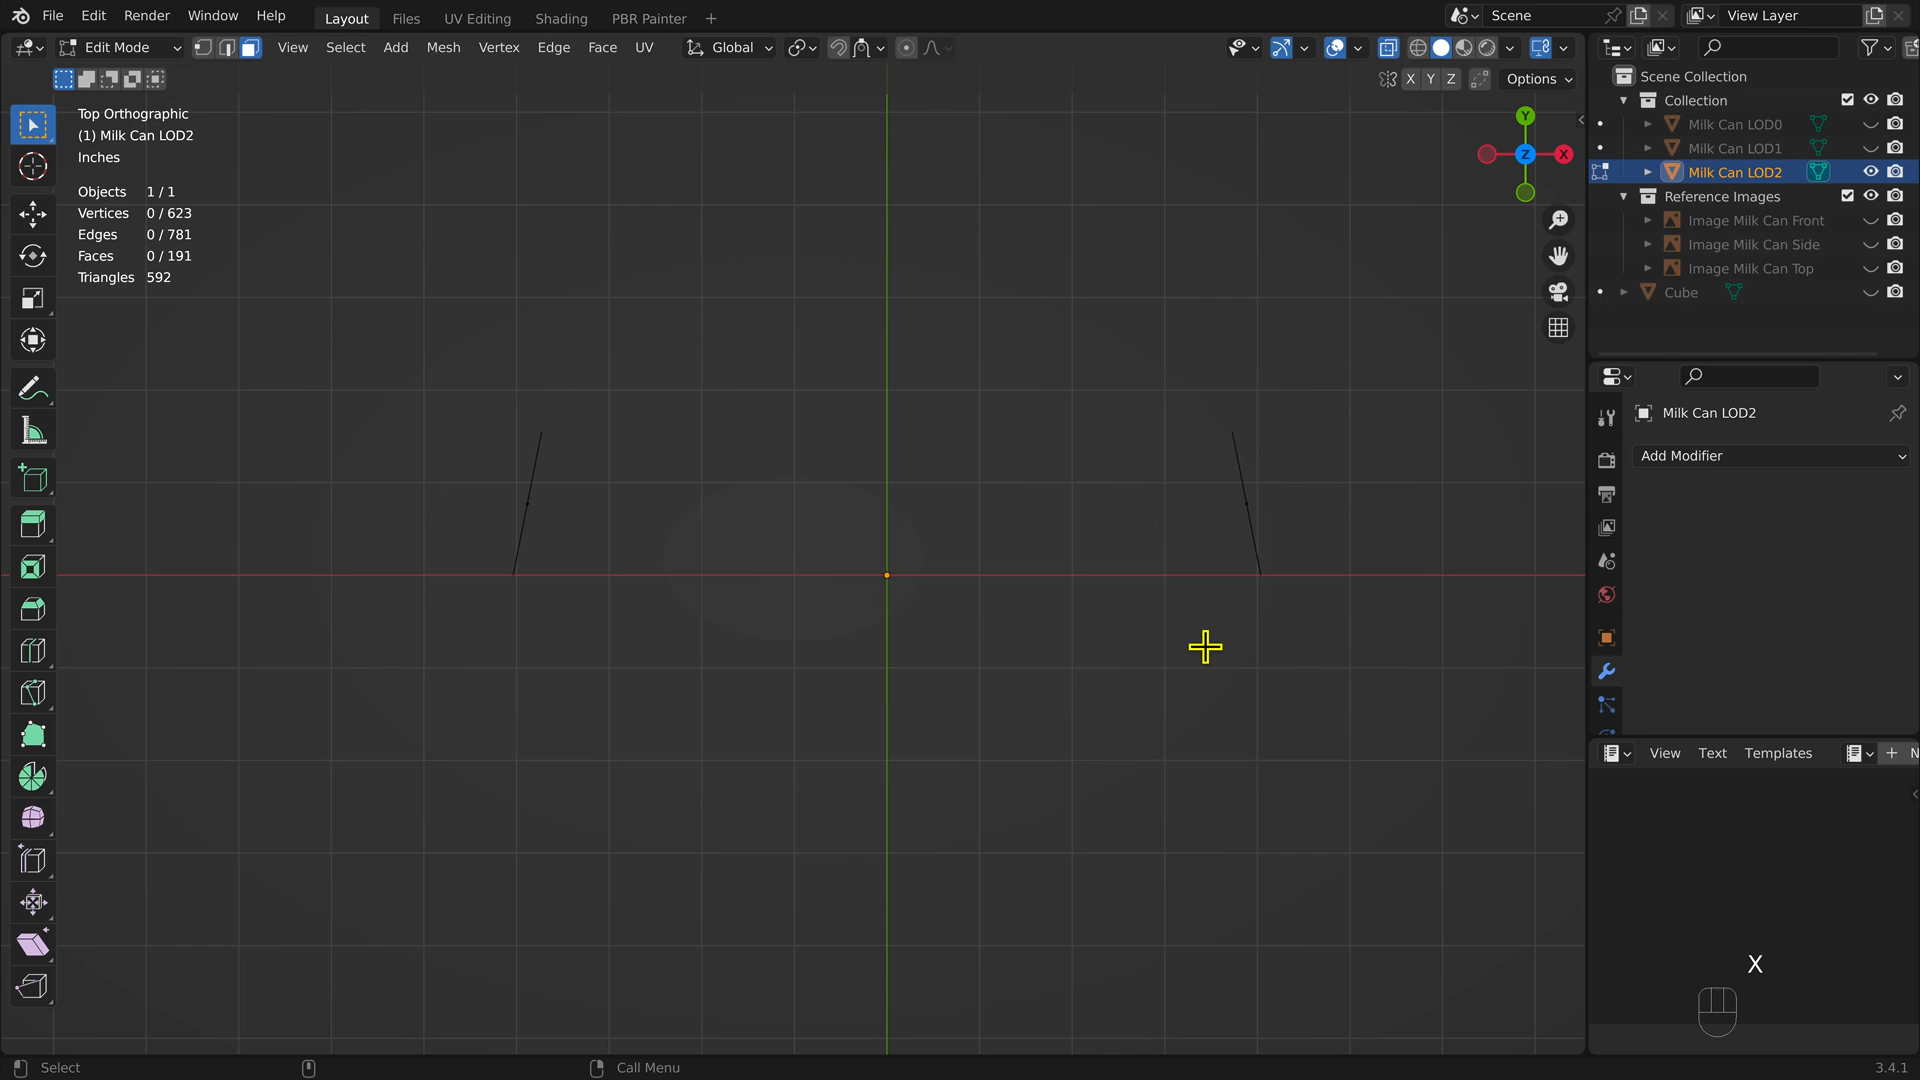 File Edit Render Window Help Layout Files UV Editing Shading PBR Painter + Scene View Layer
Edit Mode View Select Add Mesh Vertex Edge Face UV Global
X Y Z Options
Top Orthographic
(1) Milk Can LOD2
Inches
Objects 1 / 1
Vertices 0 / 623
Edges 0 / 781
Faces 0 / 191
Triangles 592
Y
Z X
Scene Collection
Collection
Milk Can LOD0
Milk Can LOD1
Milk Can LOD2
Reference Images
Image Milk Can Front
Image Milk Can Side
Image Milk Can Top
Cube
Milk Can LOD2
Add Modifier
View Text Templates + N
X
Select Call Menu 3.4.1